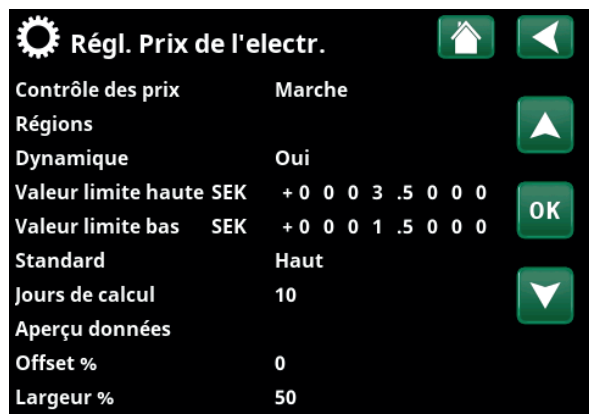 Régl. Prix de l'electr.
Contrôle des prix Marche
Régions
Dynamique Oui
Valeur limite haute SEK +0 0 0 3 .5 0 0 0
OK
Valeur limite bas SEK +0 0 0 1 .5 0 0 0
Standard Haut
Jours de calcul 10
Aperçu données
Offset % 0
Largeur % 50